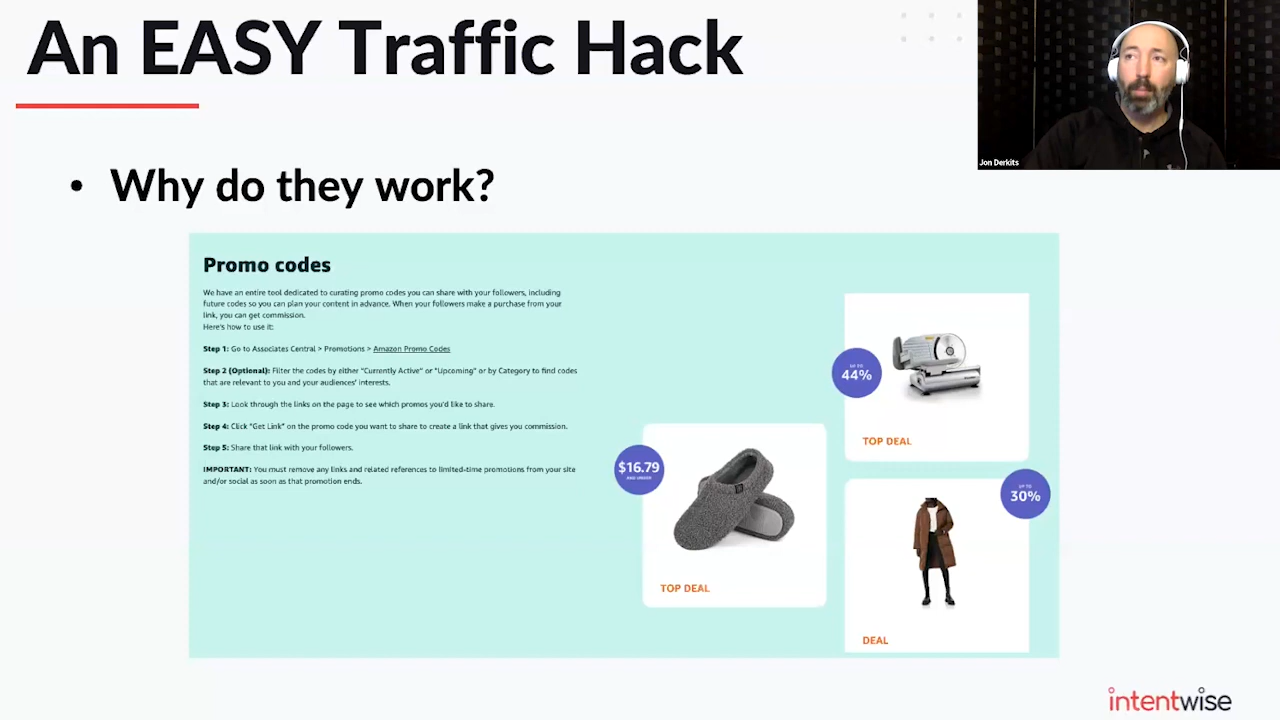 An EASY Traffic Hack
Jon Derkits
• Why do they work?
Promo codes
We have an entire tool dedicated to curating promo codes you can share with your followers, including
future codes so you can plan your content in advance. When your followers make a purchase from your
link, you can get commission.
Here's how to use it:
Step 1: Go to Associates Central > Promotions > Amazon Promo Codes
Step 2 (Optional): Filter the codes by either "Currently Active" or "Upcoming" or by Category to find codes
that are relevant to you and your audiences' interests.
Step 3: Look through the links on the page to see which promos you'd like to share.
Step 4: Click "Get Link" on the promo code you want to share to create a link that gives you commission.
Step 5: Share that link with your followers.
IMPORTANT: You must remove any links and related references to limited-time promotions from your site
and/or social as soon as that promotion ends.
$16.79
AND UNDER
TOP DEAL
UP TO
44%
TOP DEAL
UP TO
30%
DEAL
intentwise